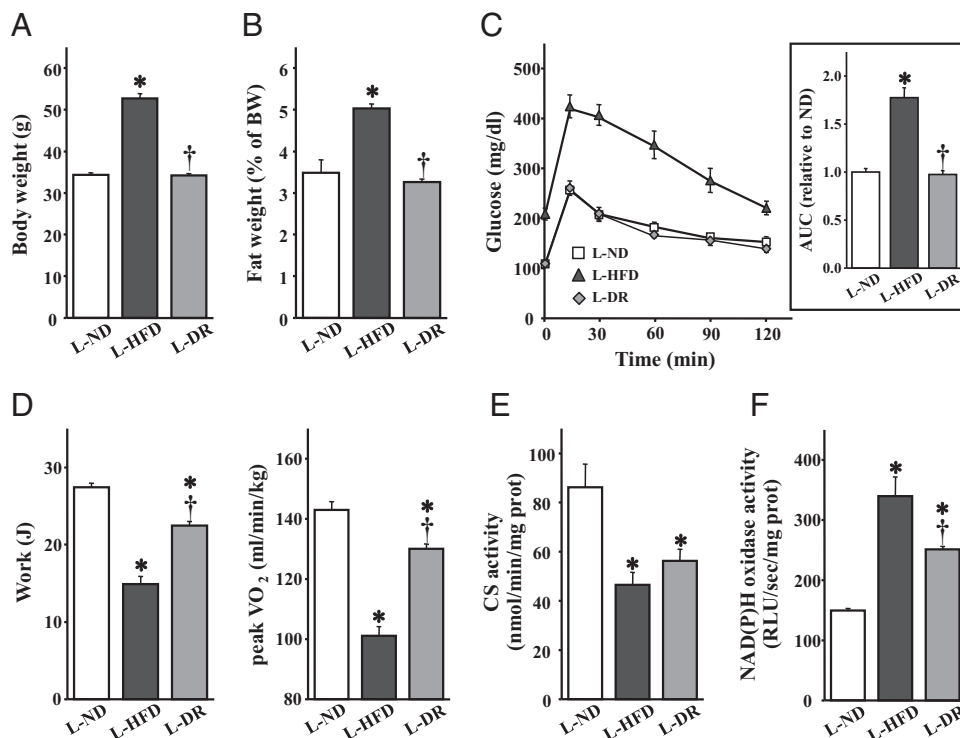 A
Body weight (g)
60
50
40
30
20
10
0
*
†
L-ND
L-HFD
L-DR
B
Fat weight (% of BW)
6
5
4
3
2
1
0
*
†
L-ND
L-HFD
L-DR
C
Glucose (mg/dl)
500
400
300
200
100
0
L-ND
L-HFD
L-DR
0
30
60
90
120
Time (min)
AUC (relative to ND)
2.0
1.5
1.0
0.5
0.0
*
†
L-ND
L-HFD
L-DR
D
Work (J)
30
20
10
0
*
*
†
L-ND
L-HFD
L-DR
peak VO2 (ml/min/kg)
160
140
120
100
80
*
*
†
L-ND
L-HFD
L-DR
E
CS activity
(nmol/min/mg prot)
100
80
60
40
20
0
*
*
L-ND
L-HFD
L-DR
F
NAD(P)H oxidase activity
(RLU/sec/mg prot)
400
300
200
100
0
*
*
†
L-ND
L-HFD
L-DR